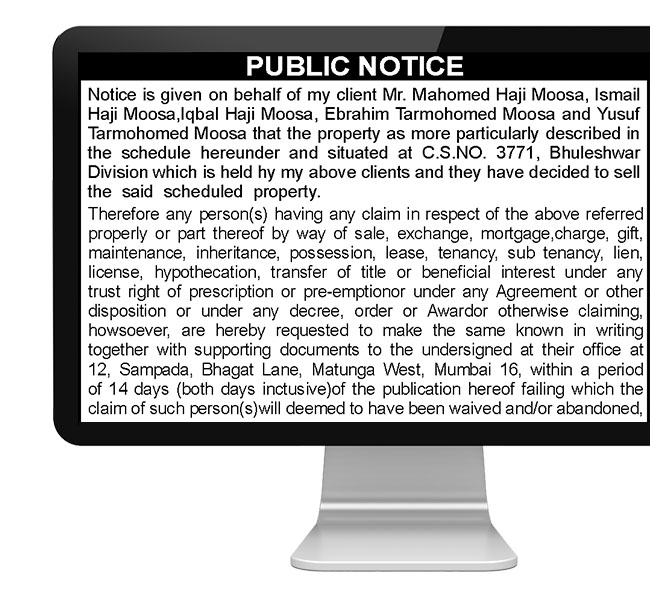 PUBLIC NOTICE
Notice is given on behalf of my client Mr. Mahomed Haji Moosa, Ismail
Haji Moosa,Iqbal Haji Moosa, Ebrahim Tarmohomed Moosa and Yusuf
Tarmohomed Moosa that the property as more particularly described in
the schedule hereunder and situated at C.S.NO. 3771, Bhuleshwar
Division which is held hy my above clients and they have decided to sell
the said scheduled property.
Therefore any person(s) having any claim in respect of the above referred
properly or part thereof by way of sale, exchange, mortgage,charge, gift,
maintenance, inheritance, possession, lease, tenancy, sub tenancy, lien,
license, hypothecation, transfer of title or beneficial interest under any
trust right of prescription or pre-emptionor under any Agreement or other
disposition or under any decree, order or Awardor otherwise claiming,
howsoever, are hereby requested to make the same known in writing
together with supporting documents to the undersigned at their office at
12, Sampada, Bhagat Lane, Matunga West, Mumbai 16, within a period
of 14 days (both days inctusive)of the publication hereof failing which the
claim of such person(s)will deemed to have been waived and/or abandoned,